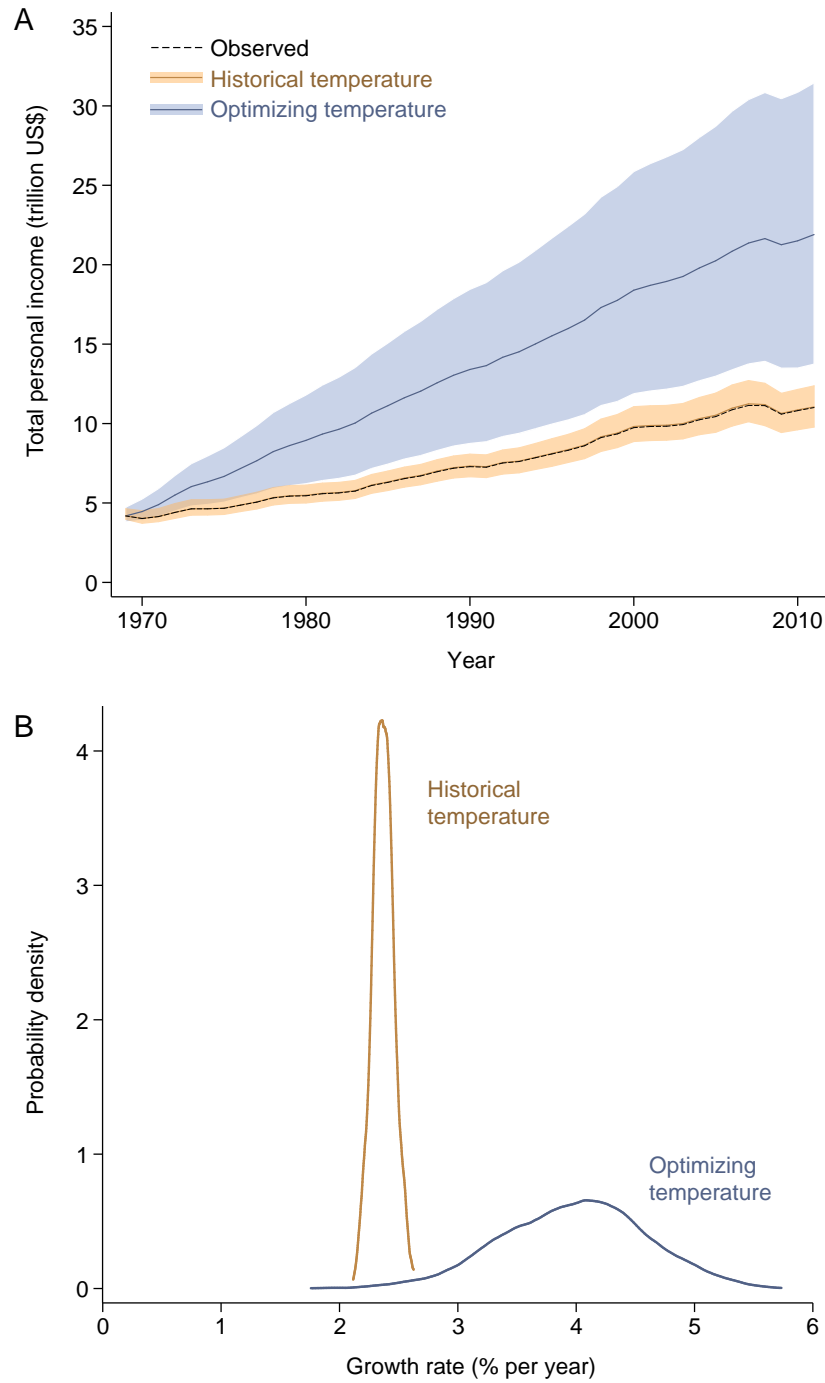 A
35
30
25
20
15
10
5
0
Total personal income (trillion US$)
Observed
Historical temperature
Optimizing temperature
1970
1980
1990
2000
2010
Year
B
4
3
2
1
0
Probability density
Historical
temperature
Optimizing
temperature
0
1
2
3
4
5
6
Growth rate (% per year)